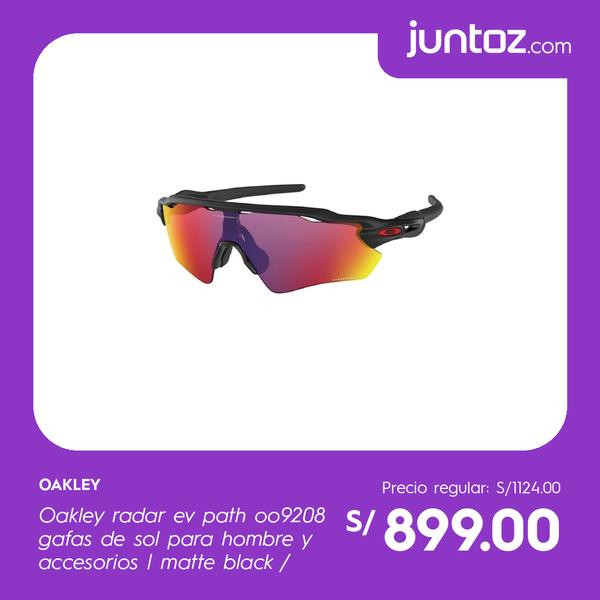 juntoz.com
OAKLEY
Oakley radar ev path oo9208
gafas de sol para hombre y
accesorios | matte black /
Precio regular: S/1124.00
S/ 899.00